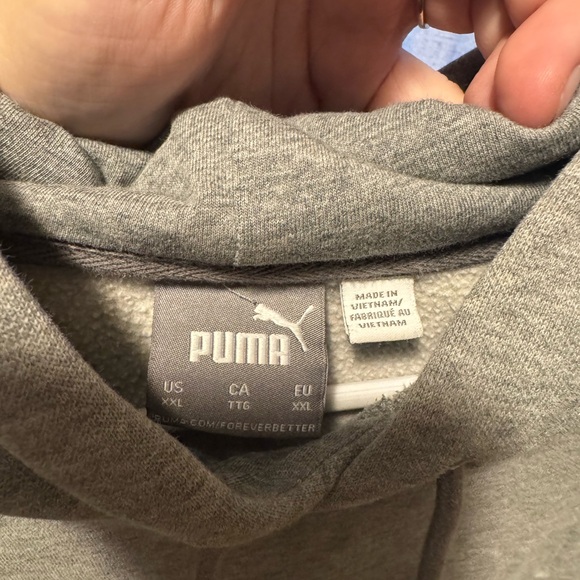 PUMA
US CA EU
XXL TTG XXL
PUMA.COM/FOREVERBETTER
MADE IN
VIETNAM/
FABRIQUÉ AU
VIETNAM